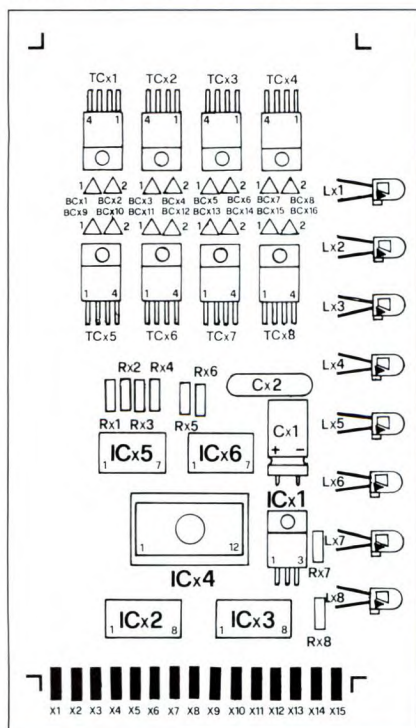 TCx1 TCx2 TCx3 TCx4
4 1 4 1 4 1 4 1
1 2 1 2 1 2 1 2
BCx1 BCx2 BCx3 BCx4 BCx5 BCx6 BCx7 BCx8
BCx9 BCx10 BCx11 BCx12 BCx13 BCx14 BCx15 BCx16
1 2 1 2 1 2 1 2
1 4 1 4 1 4 1 4
TCx5 TCx6 TCx7 TCx8
Lx1
Lx2
Lx3
Lx4
Lx5
Lx6
Lx7
Lx8
Rx2 Rx4 Rx6
Rx1 Rx3 Rx5
Cx2
Cx1
+ −
ICx5 ICx6
1 7 1 7
ICx1
1 3
Rx7
1 12
ICx4
ICx2 ICx3
1 8 1 8
Rx8
X1 X2 X3 X4 X5 X6 X7 X8 X9 X10 X11 X12 X13 X14 X15